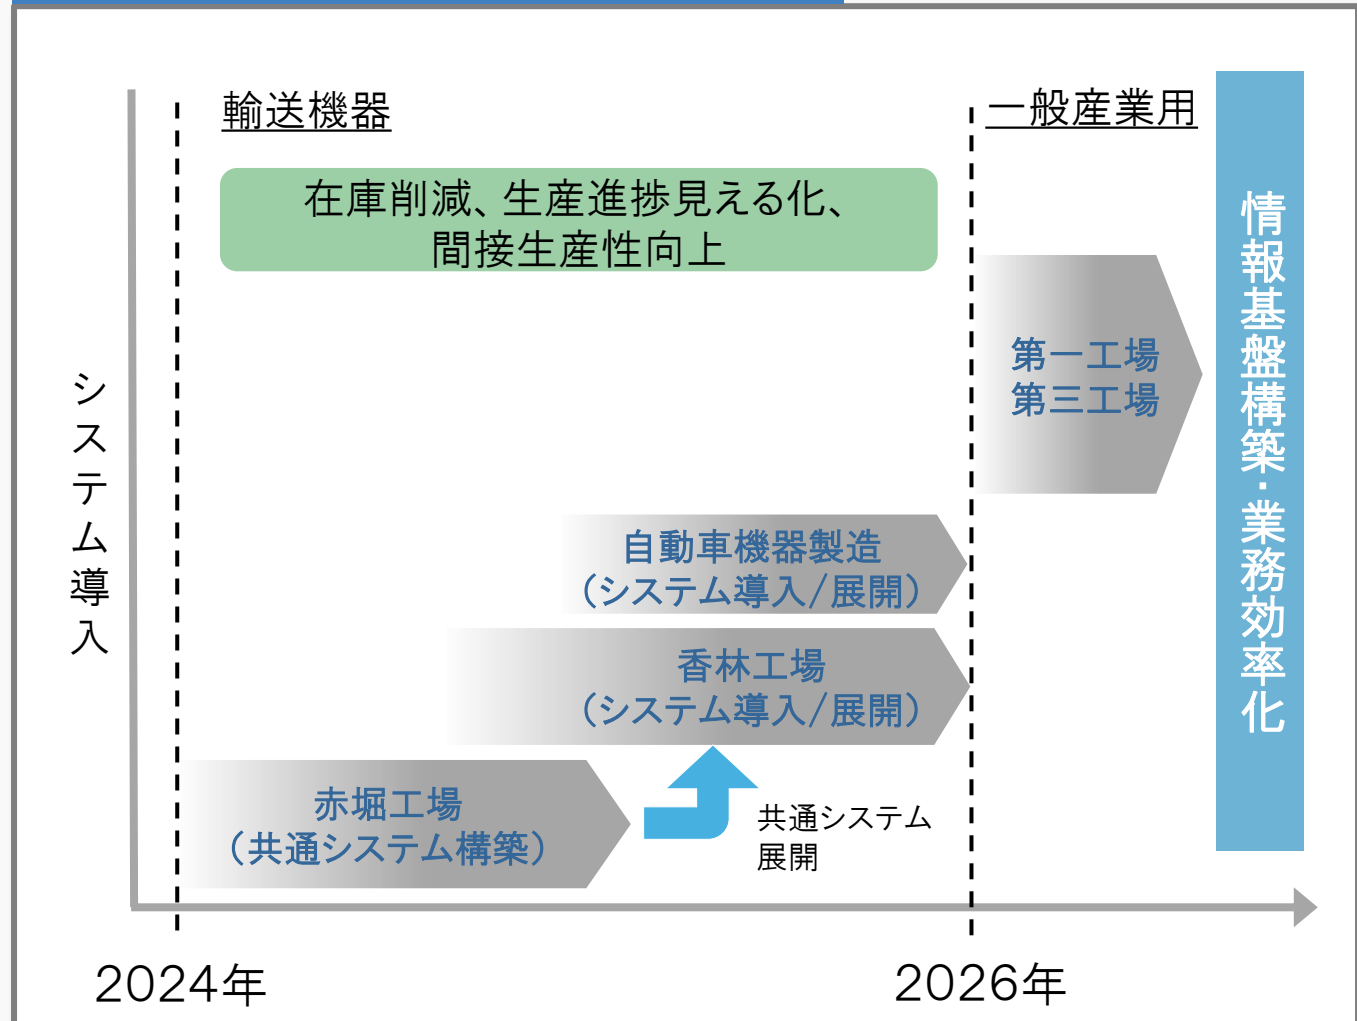 輸送機器
一般産業用
在庫削減、生産進捗見える化、
間接生産性向上
システム導入
第一工場
第三工場
自動車機器製造
（システム導入/展開）
香林工場
（システム導入/展開）
赤堀工場
（共通システム構築）
共通システム
展開
情報基盤構築・業務効率化
2024年
2026年